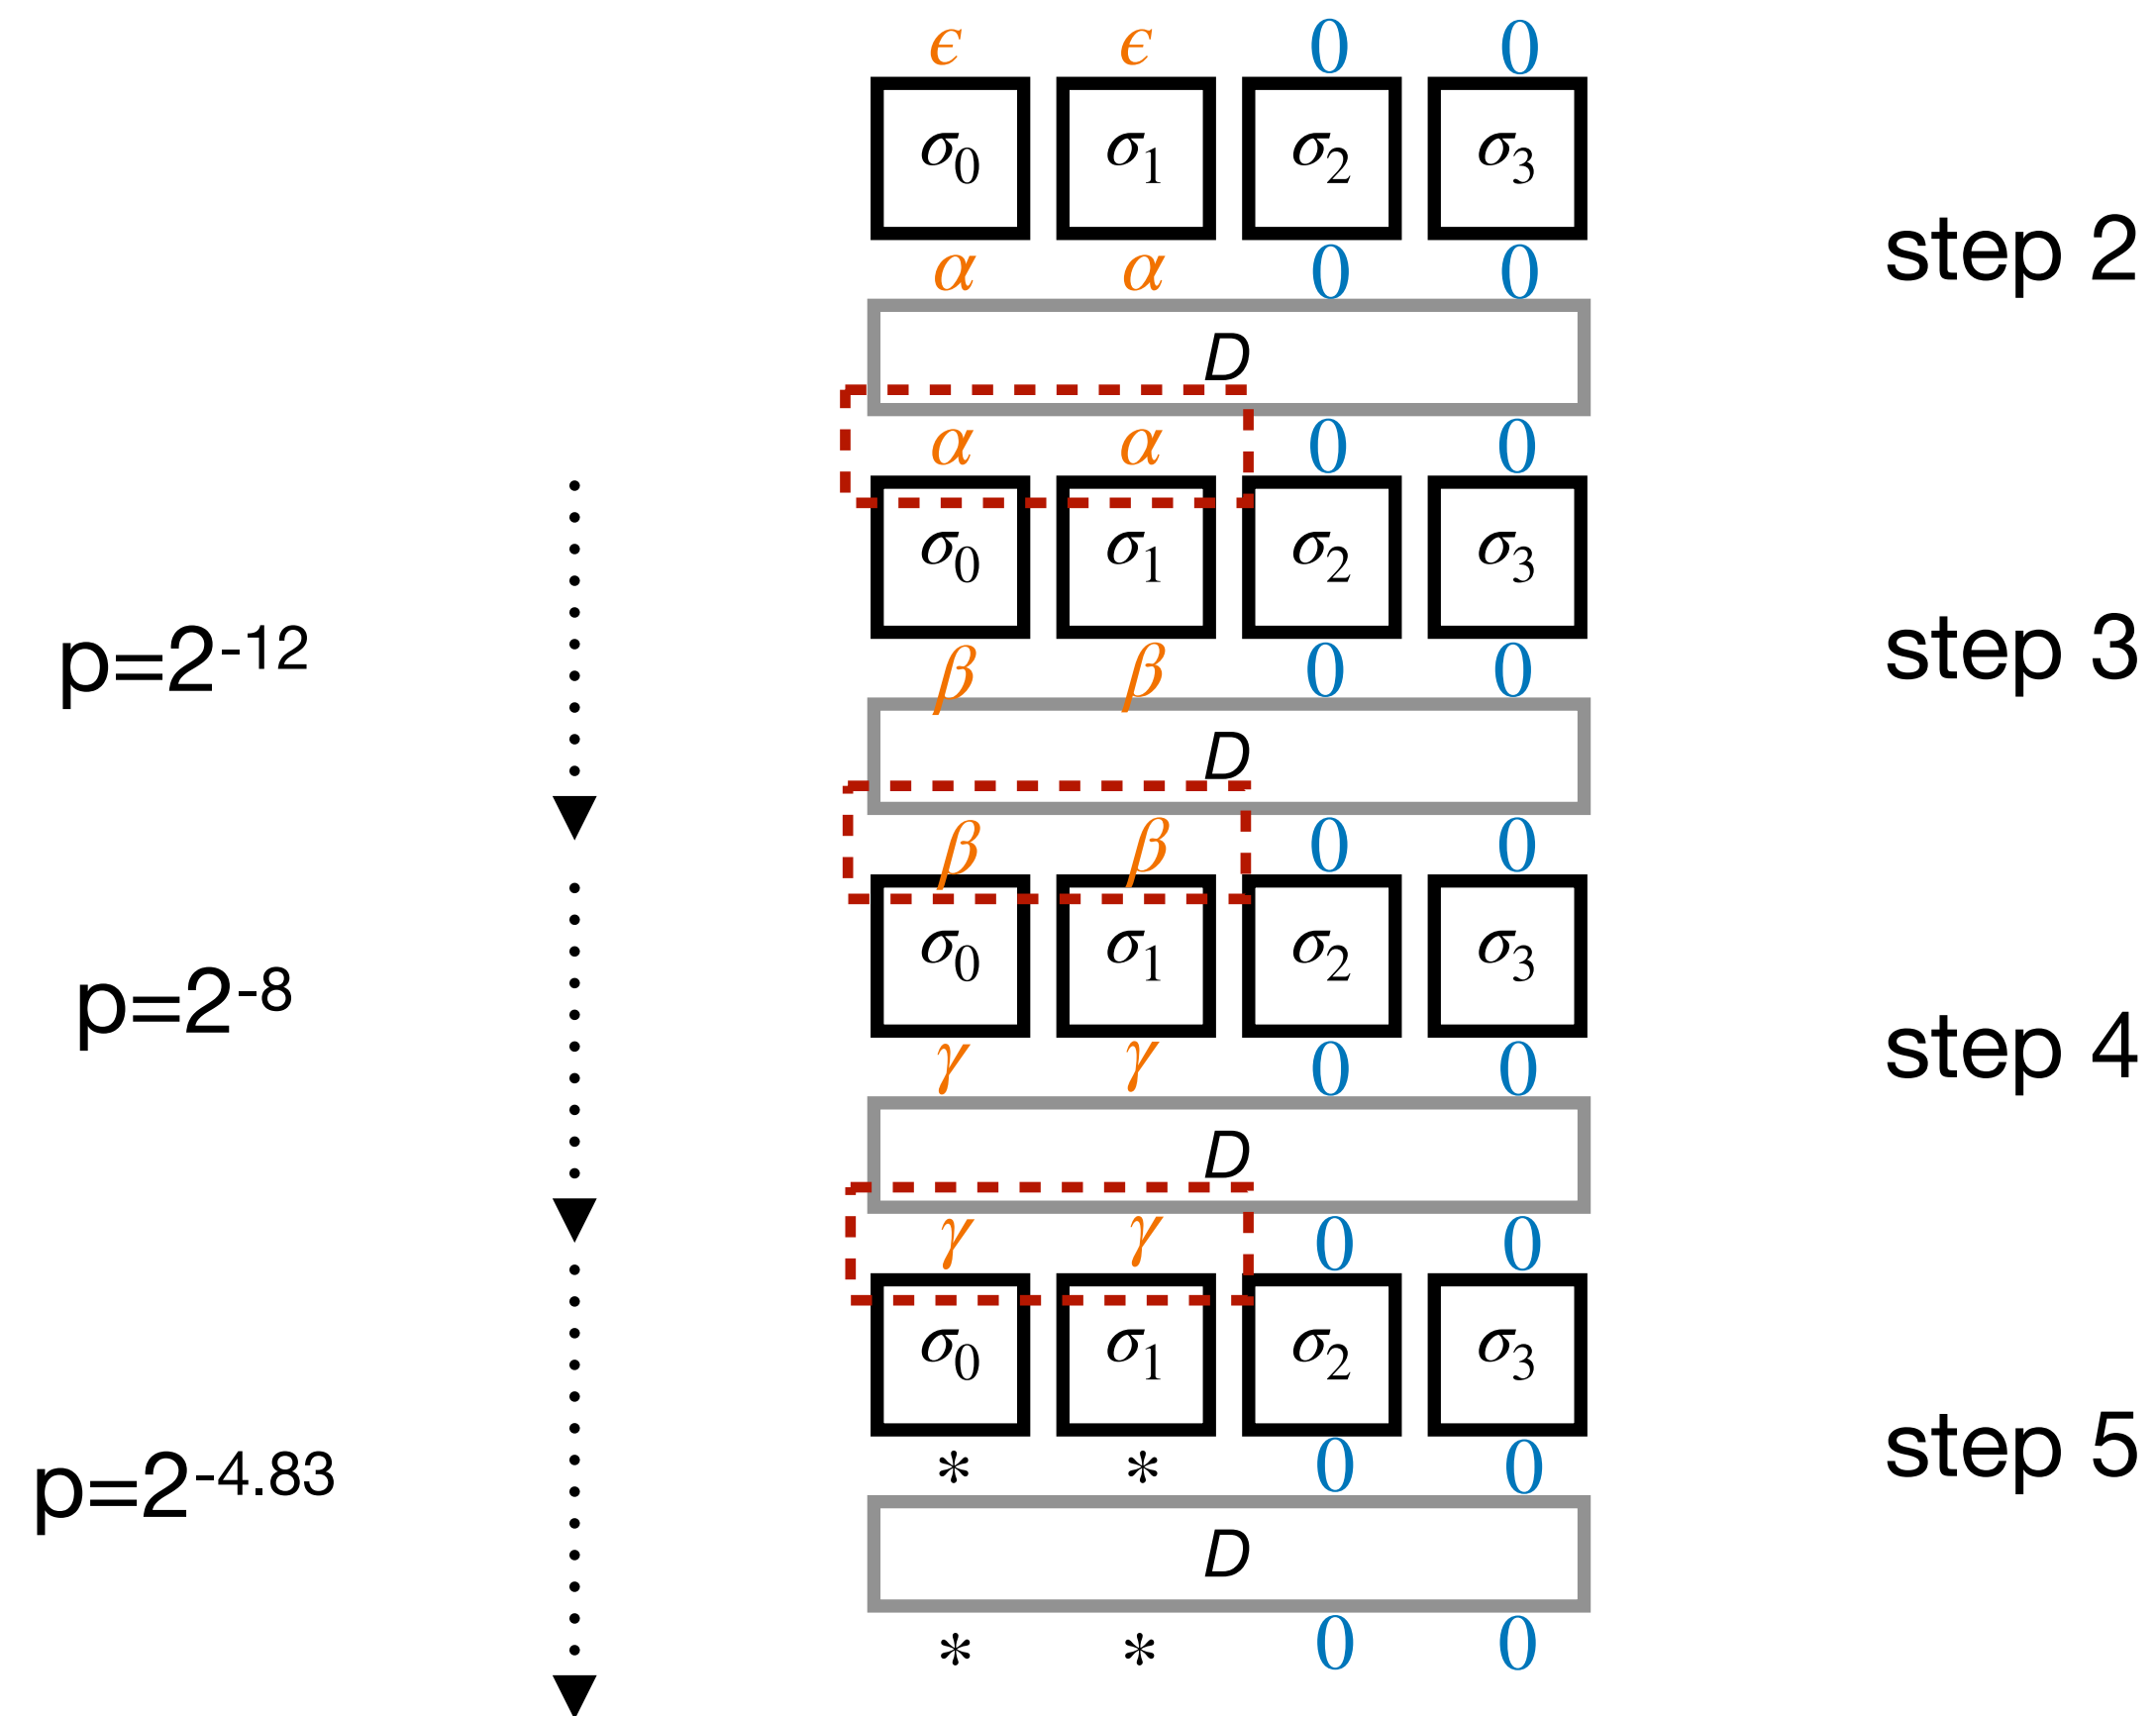 ϵ ϵ 0 0
σ0 σ1 σ2 σ3
α α 0 0
step 2
D
α α 0 0
σ0 σ1 σ2 σ3
p=2-12
β β 0 0
step 3
D
β β 0 0
σ0 σ1 σ2 σ3
p=2-8
γ γ 0 0
step 4
D
γ γ 0 0
σ0 σ1 σ2 σ3
* * 0 0
p=2-4.83
step 5
D
* * 0 0